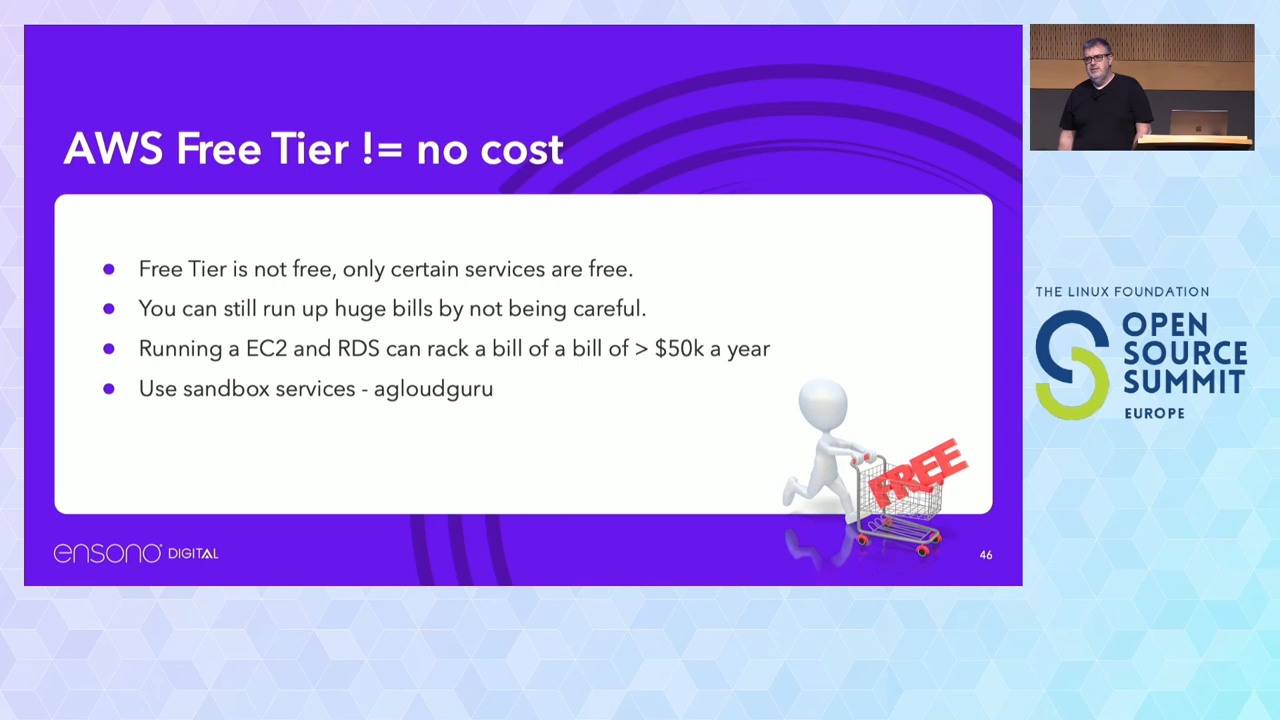 AWS Free Tier != no cost
Free Tier is not free, only certain services are free.
You can still run up huge bills by not being careful.
Running a EC2 and RDS can rack a bill of a bill of > $50k a year
Use sandbox services - agloudguru
FREE
ensono DIGITAL
46
THE LINUX FOUNDATION
OPEN
SOURCE
SUMMIT
EUROPE